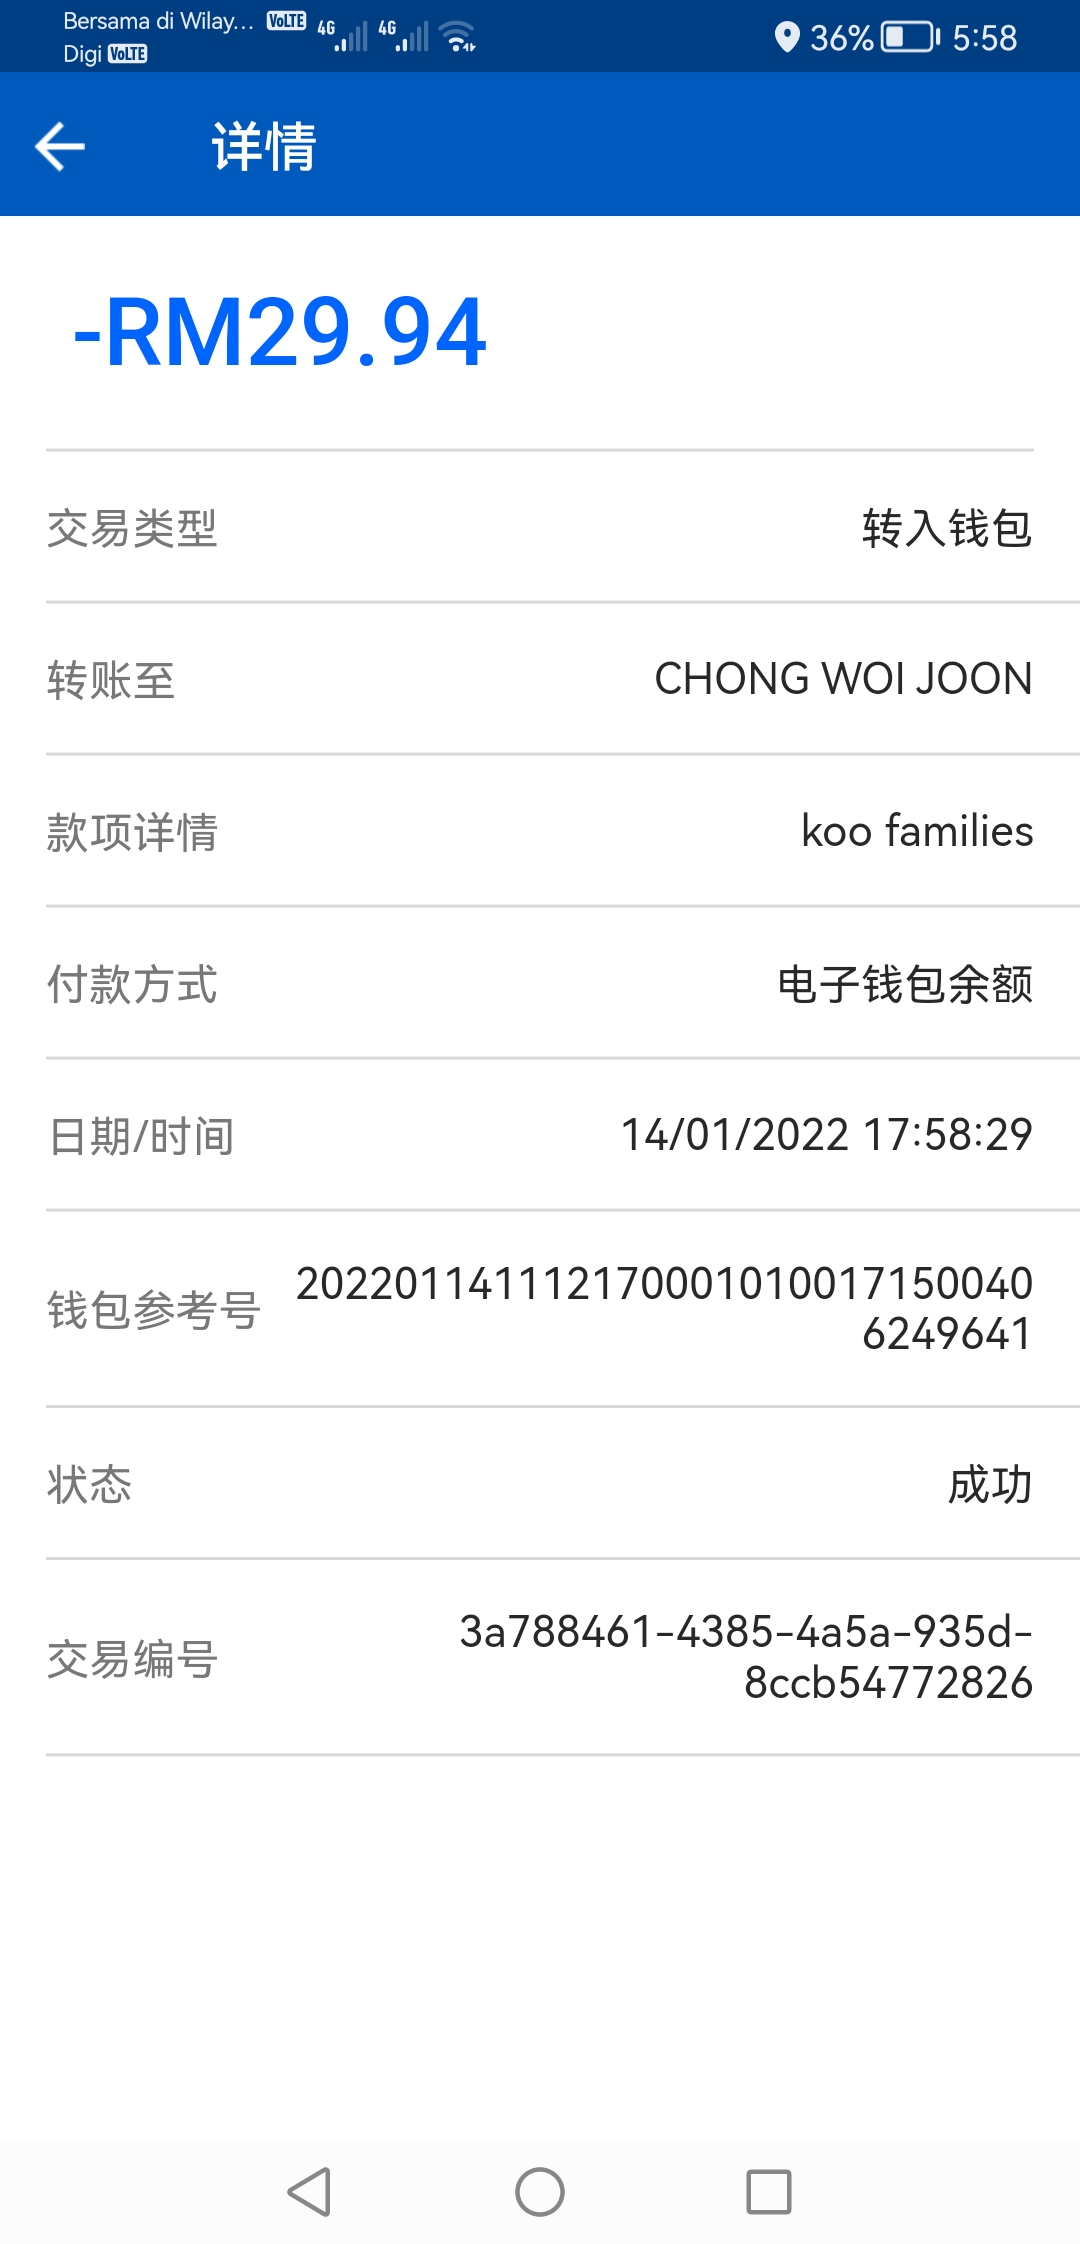 Bersama di Wilay... VoLTE 4G 4G 36% 5:58
Digi VoLTE
详情
-RM29.94
交易类型 转入钱包
转账至 CHONG WOI JOON
款项详情 koo families
付款方式 电子钱包余额
日期/时间 14/01/2022 17:58:29
钱包参考号 202201141112170001010017150040
6249641
状态 成功
交易编号 3a788461-4385-4a5a-935d-
8ccb54772826